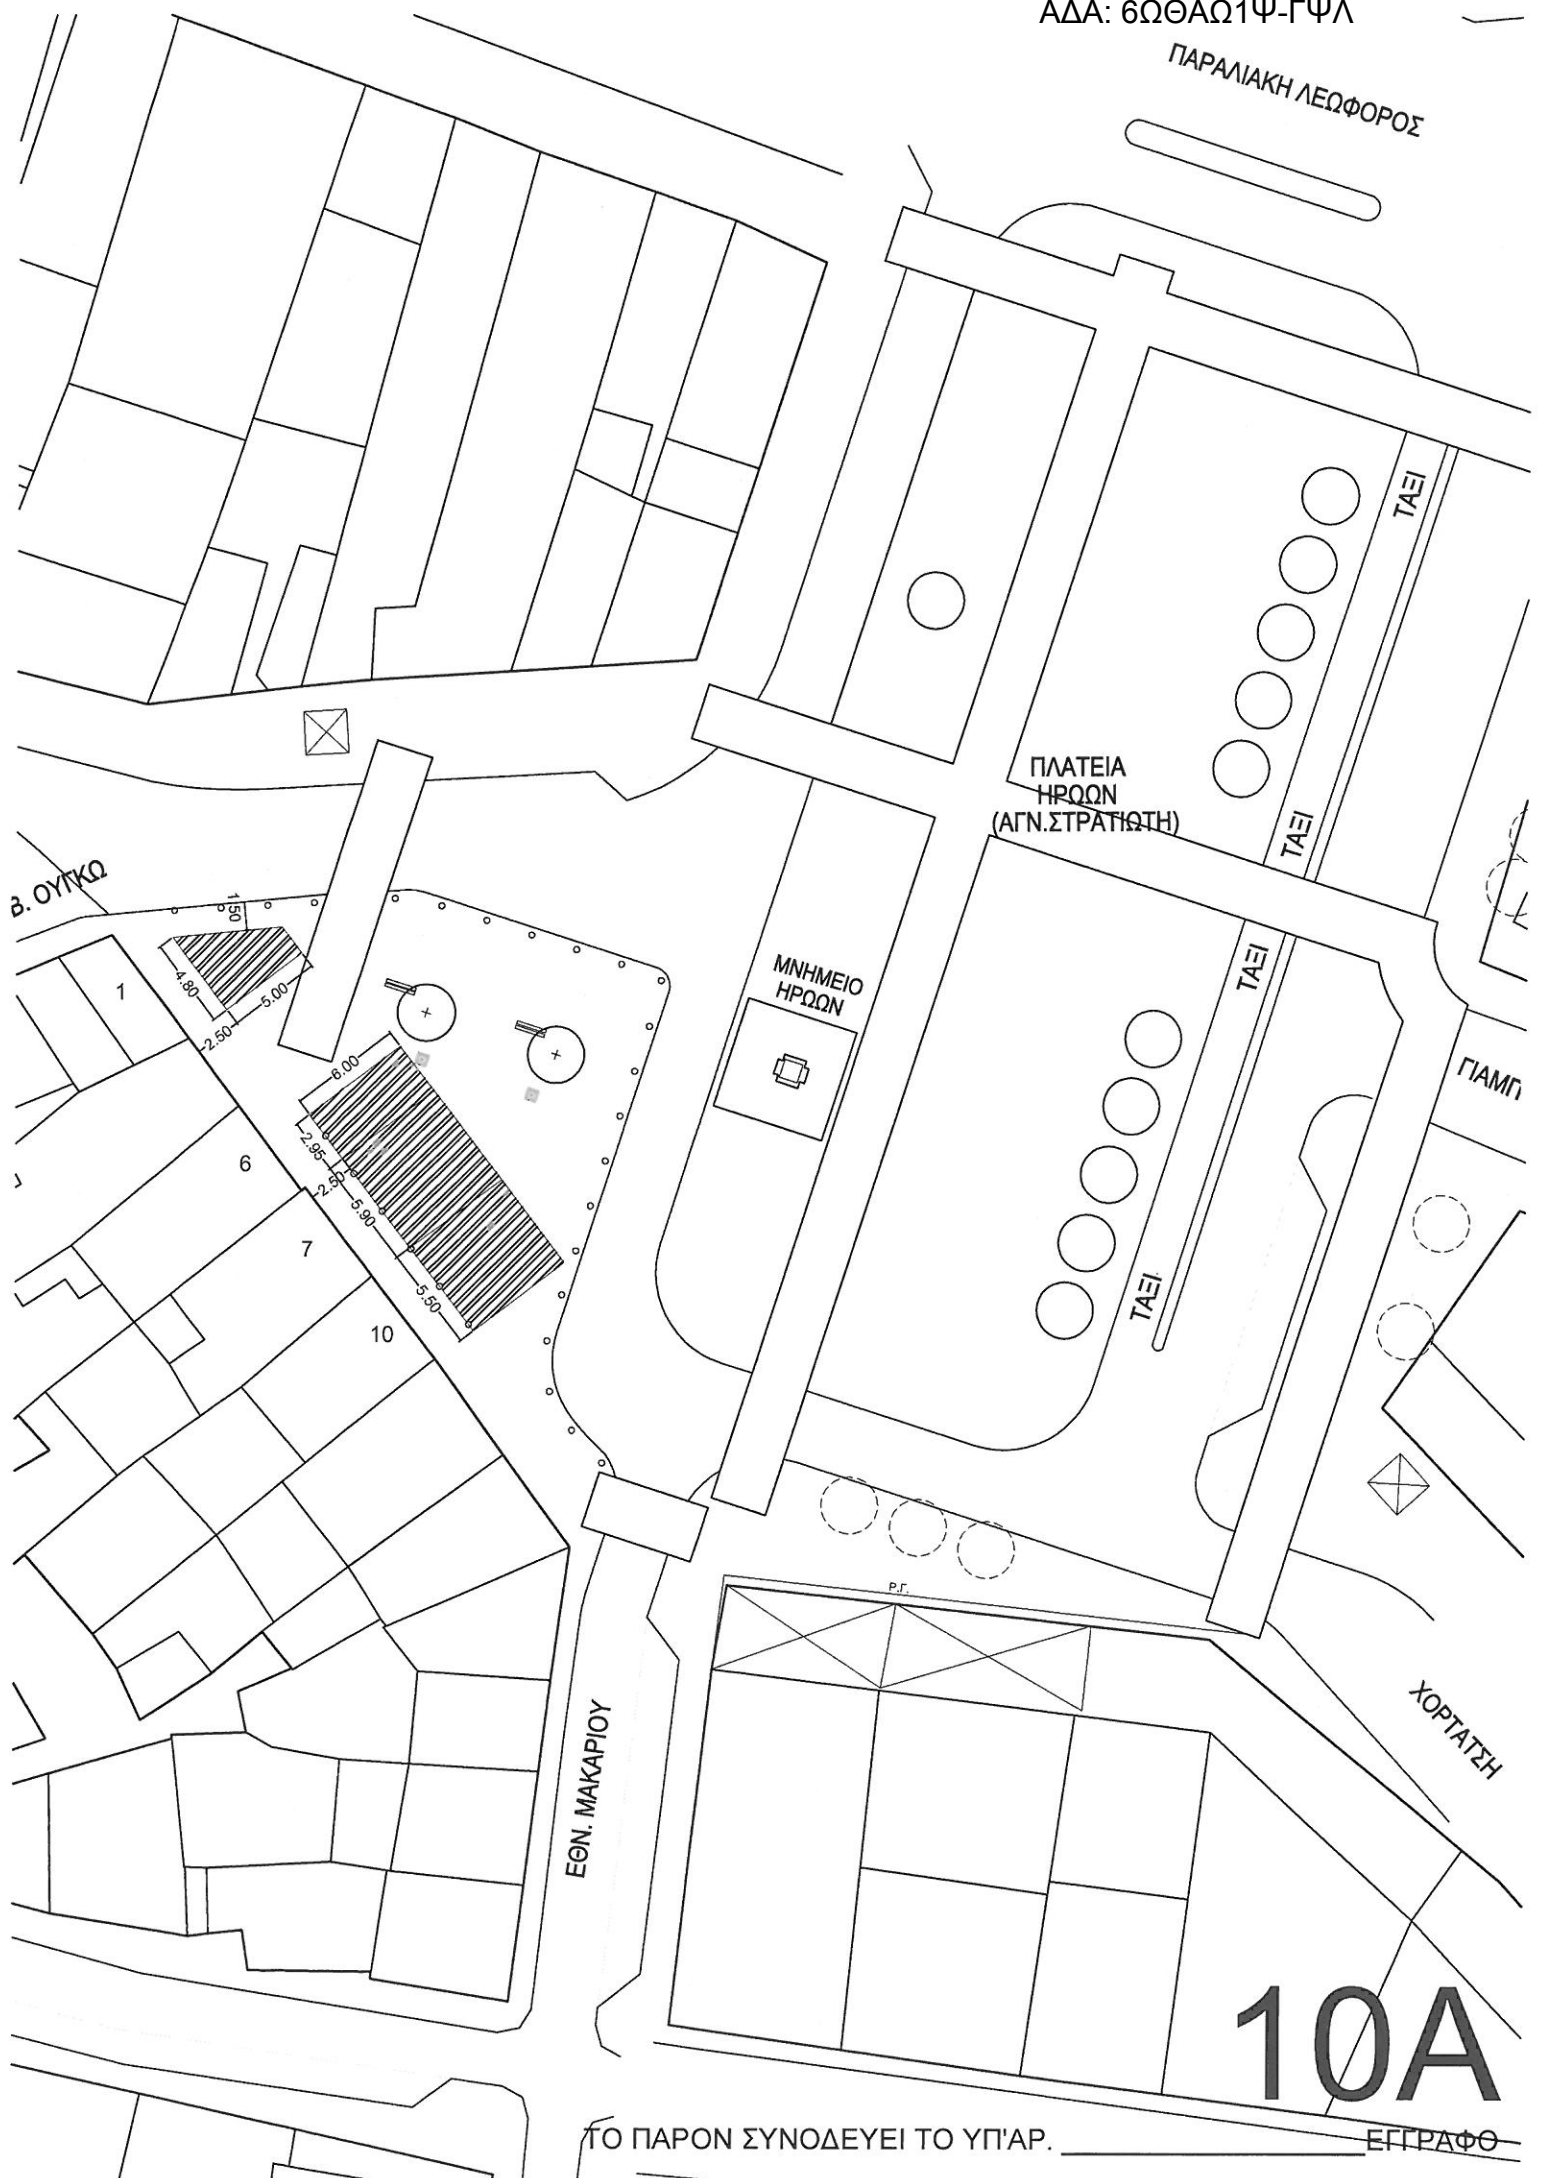 ΑΔΑ: 6ΩΘΑΩ1Ψ-ΓΨΛ
ΠΑΡΑΛΙΑΚΗ ΛΕΩΦΟΡΟΣ
ΤΑΞΙ
ΠΛΑΤΕΙΑ
ΗΡΩΩΝ
(ΑΓΝ.ΣΤΡΑΤΙΩΤΗ)
ΤΑΞΙ
Β. ΟΥΓΚΩ
1.50
ΜΝΗΜΕΙΟ
ΗΡΩΩΝ
ΤΑΞΙ
1
4.80
5.00
2.50
6.00
ΓΙΑΜΠ
2.95
6
2.50
5.90
7
5.50
ΤΑΞΙ
10
Ρ.Γ.
ΕΘΝ. ΜΑΚΑΡΙΟΥ
ΧΟΡΤΑΤΣΗ
10Α
ΤΟ ΠΑΡΟΝ ΣΥΝΟΔΕΥΕΙ ΤΟ ΥΠ'ΑΡ. ΕΓΓΡΑΦΟ